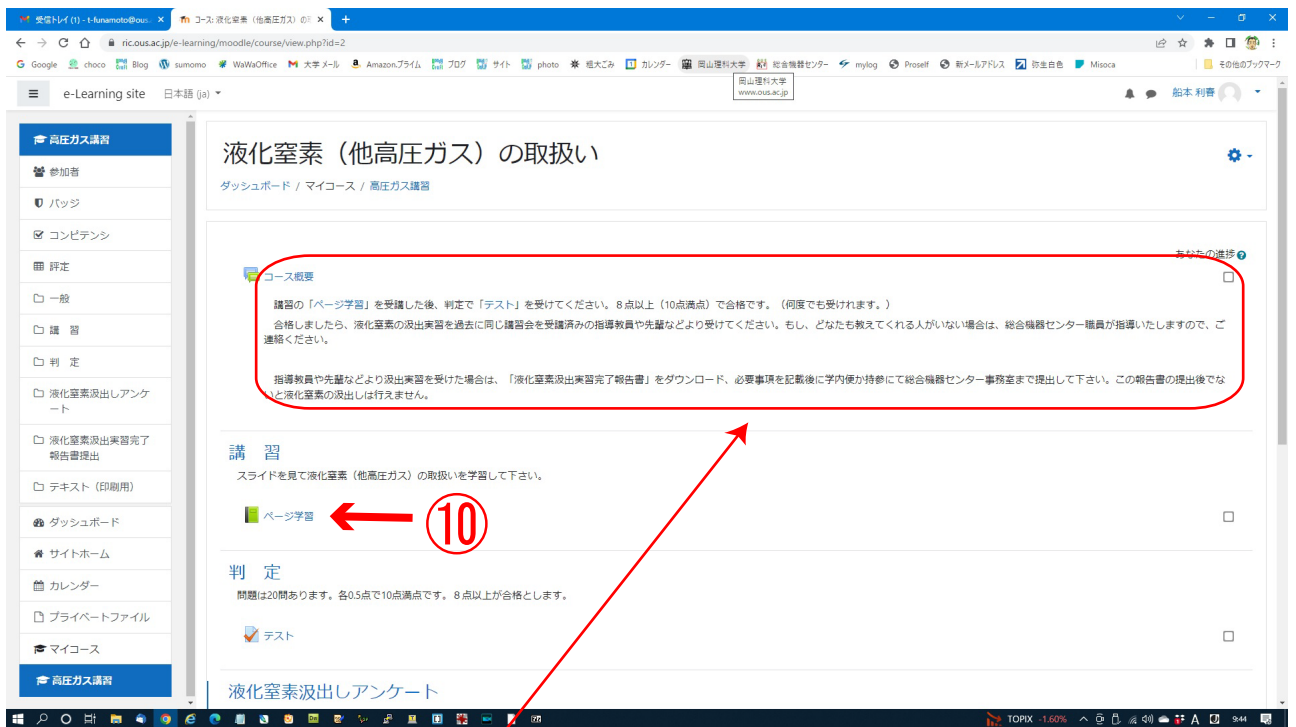 受信トレイ (1) - t-funamoto@ous.
コース: 液化窒素（他高圧ガス）の取
ric.ous.ac.jp/e-learning/moodle/course/view.php?id=2
Google choco Blog sumomo WaWaOffice 大学メール Amazon.プライム ブログ サイト photo 粗大ごみ カレンダー 岡山理科大学 総合機器センター mylog Proself 新メールアドレス 弥生白色 Misoca その他のブックマーク
岡山理科大学
www.ous.ac.jp
e-Learning site 日本語 (ja)
船本 利春
高圧ガス講習
参加者
バッジ
コンピテンシ
評定
一般
講 習
判 定
液化窒素汲出しアンケ
ート
液化窒素汲出実習完了
報告書提出
テキスト（印刷用）
ダッシュボード
サイトホーム
カレンダー
プライベートファイル
マイコース
高圧ガス講習
液化窒素（他高圧ガス）の取扱い
ダッシュボード / マイコース / 高圧ガス講習
あなたの進捗
コース概要
講習の「ページ学習」を受講した後、判定で「テスト」を受けてください。８点以上（10点満点）で合格です。（何度でも受けれます。）
合格しましたら、液化窒素の汲出実習を過去に同じ講習会を受講済みの指導教員や先輩などより受けてください。もし、どなたも教えてくれる人がいない場合は、総合機器センター職員が指導いたしますので、ご
連絡ください。
指導教員や先輩などより汲出実習を受けた場合は、「液化窒素汲出実習完了報告書」をダウンロード、必要事項を記載後に学内便か持参にて総合機器センター事務室まで提出して下さい。この報告書の提出後でな
いと液化窒素の汲出しは行えません。
講 習
スライドを見て液化窒素（他高圧ガス）の取扱いを学習して下さい。
ページ学習
⑩
判 定
問題は20問あります。各0.5点で10点満点です。８点以上が合格とします。
テスト
液化窒素汲出しアンケート
TOPIX -1.60%
A
9:44